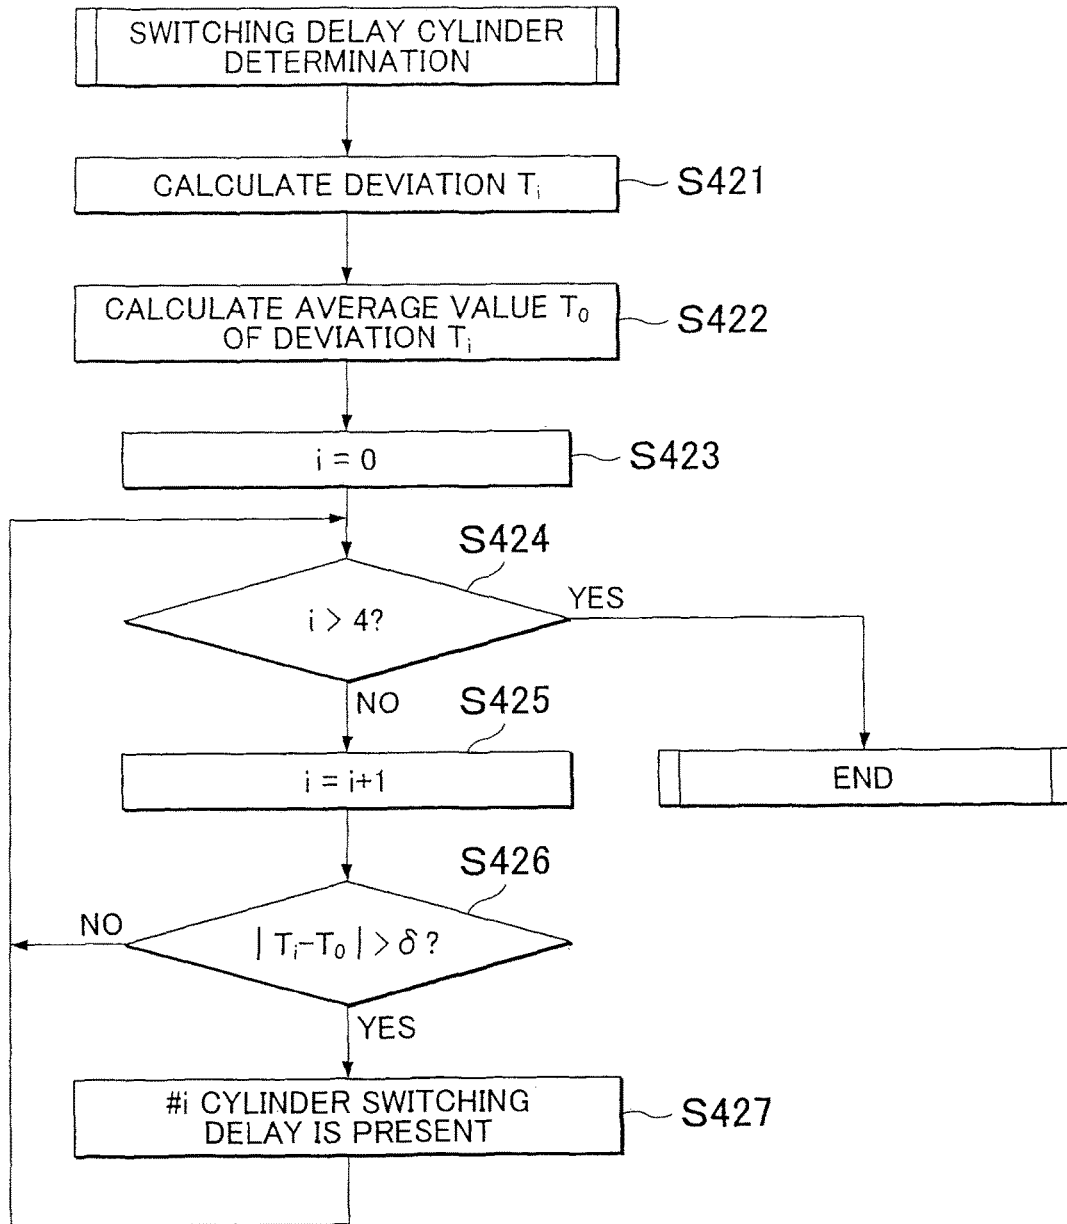 SWITCHING DELAY CYLINDER
DETERMINATION
CALCULATE DEVIATION Tᵢ
S421
CALCULATE AVERAGE VALUE T₀
OF DEVIATION Tᵢ
S422
i = 0
S423
S424
i > 4?
YES
NO
S425
i = i+1
END
S426
| Tᵢ–T₀ | > δ ?
NO
YES
#i CYLINDER SWITCHING
DELAY IS PRESENT
S427